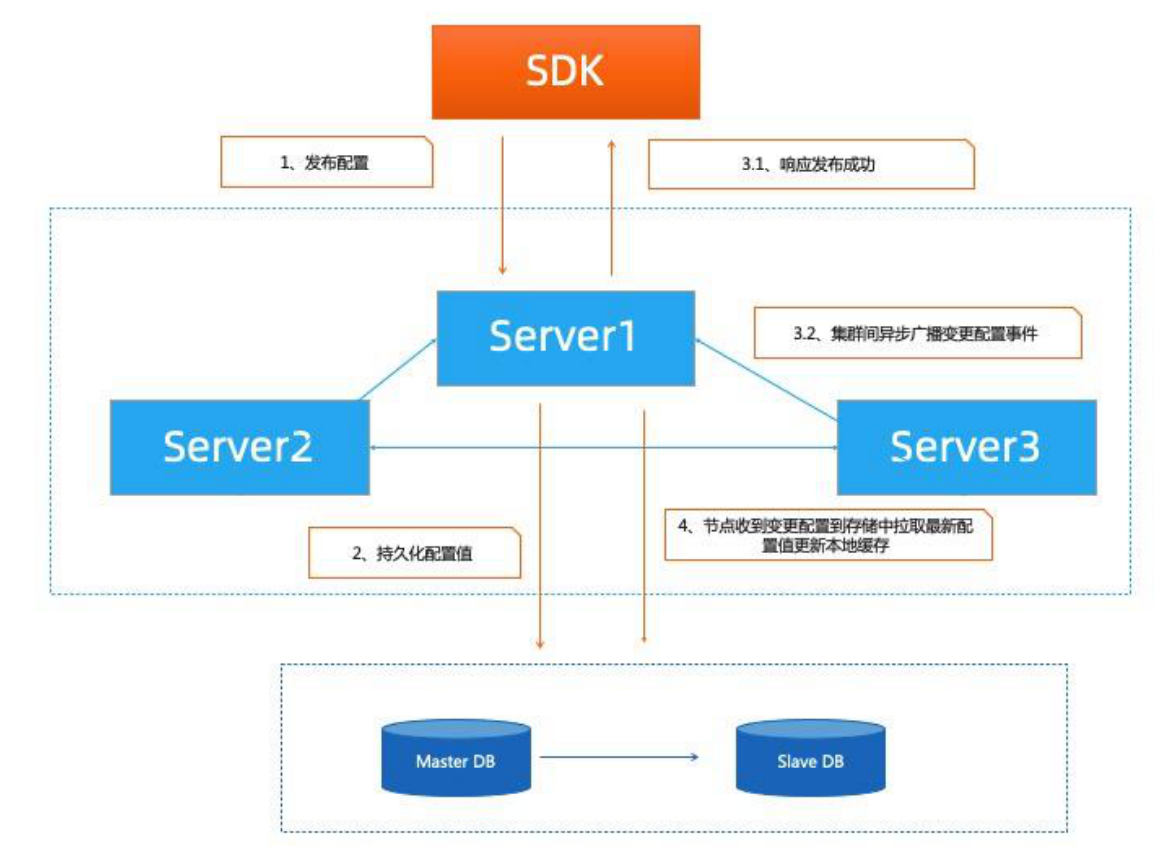 SDK
1、发布配置
3.1、响应发布成功
Server1
3.2、集群间异步广播变更配置事件
Server2
Server3
2、持久化配置值
4、节点收到变更配置到存储中拉取最新配
置值更新本地缓存
Master DB
Slave DB